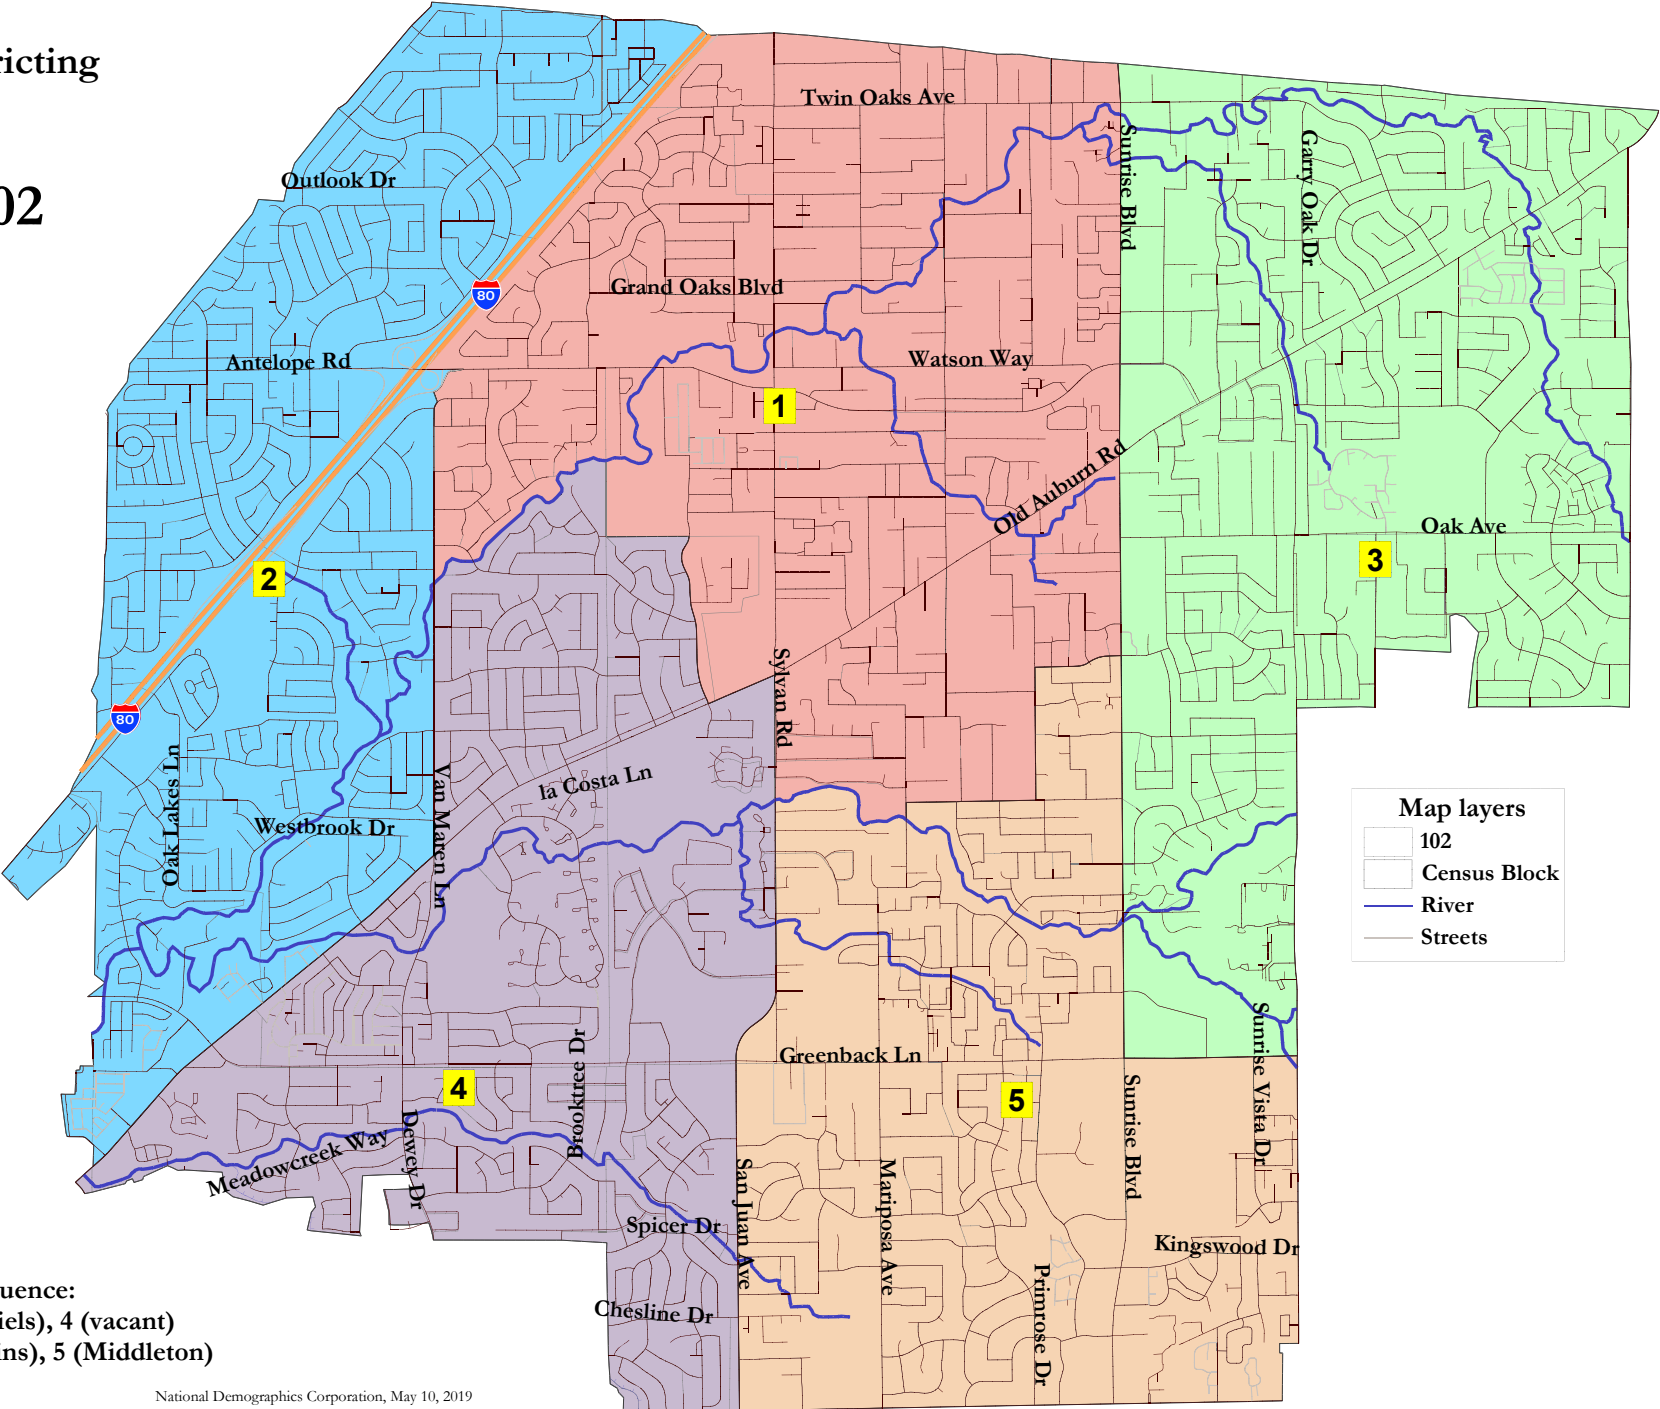 ricting
02
Twin Oaks Ave
Outlook Dr
Sunrise Blvd
Garry Oak Dr
80
Grand Oaks Blvd
Antelope Rd
Watson Way
1
Old Auburn Rd
Oak Ave
3
2
Sylvan Rd
80
Oak Lakes Ln
Van Maren Ln
la Costa Ln
Westbrook Dr
Map layers
102
Census Block
River
Streets
Greenback Ln
Sunrise Vista Dr
4
5
Brooktree Dr
Sunrise Blvd
Dewey Dr
Meadowcreek Way
San Juan Ave
Mariposa Ave
Spicer Dr
Kingswood Dr
Primrose Dr
Chesline Dr
uence:
iels), 4 (vacant)
ins), 5 (Middleton)
National Demographics Corporation, May 10, 2019